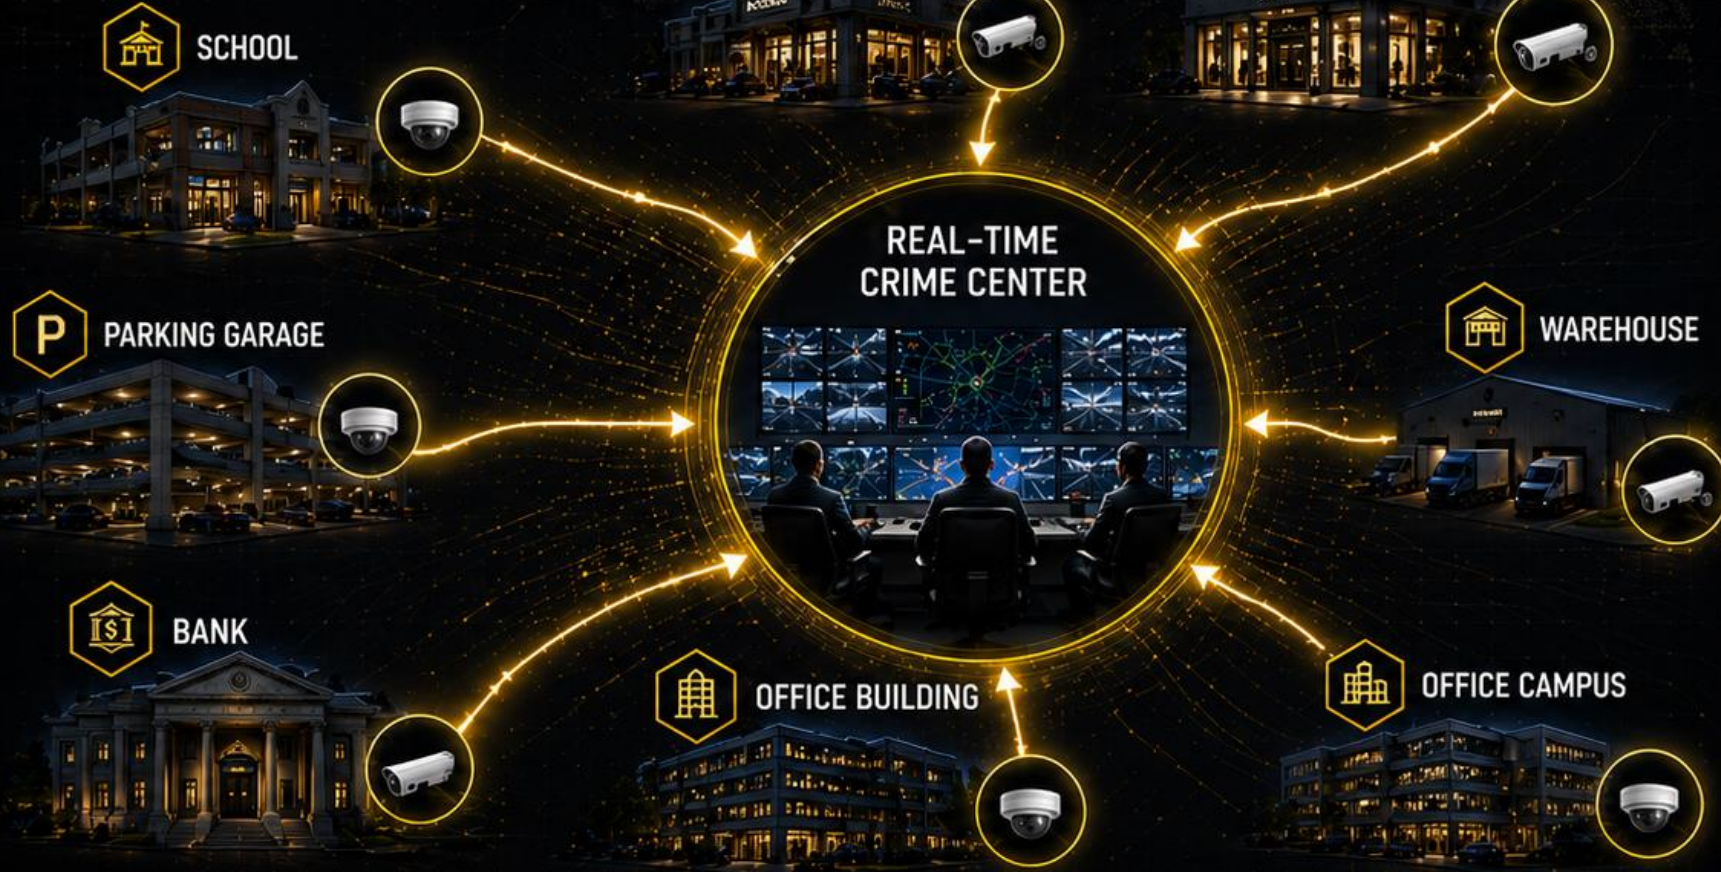 SCHOOL
REAL-TIME
CRIME CENTER
P PARKING GARAGE
WAREHOUSE
$ BANK
OFFICE BUILDING
OFFICE CAMPUS